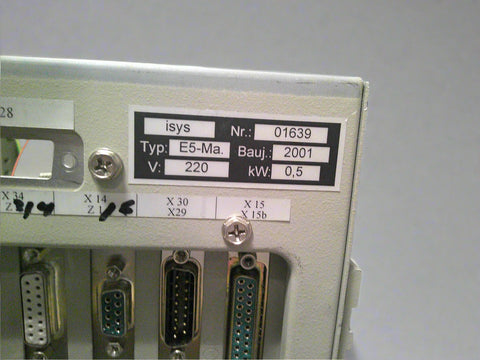 28
isys Nr.: 01639
Typ: E5-Ma. Bauj.: 2001
V: 220 kW: 0,5
X 34 X 14 X 30 X 15
X29 X 15b